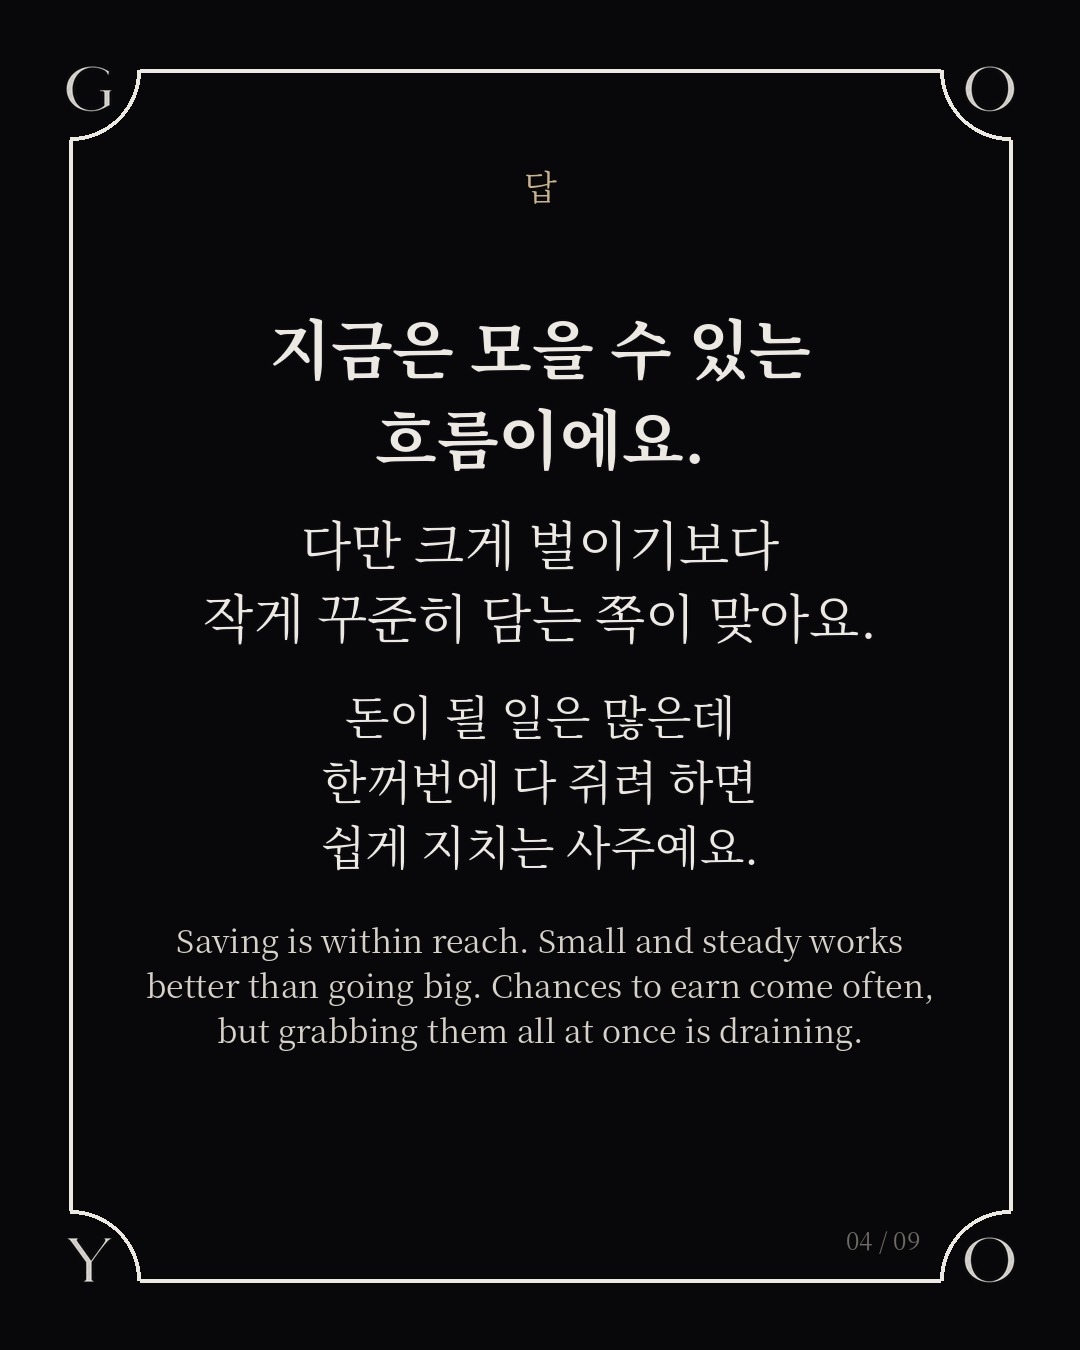 G O
답
지금은 모을 수 있는
흐름이에요.
다만 크게 벌이기보다
작게 꾸준히 담는 쪽이 맞아요.
돈이 될 일은 많은데
한꺼번에 다 쥐려 하면
쉽게 지치는 사주예요.
Saving is within reach. Small and steady works
better than going big. Chances to earn come often,
but grabbing them all at once is draining.
04 / 09
Y O